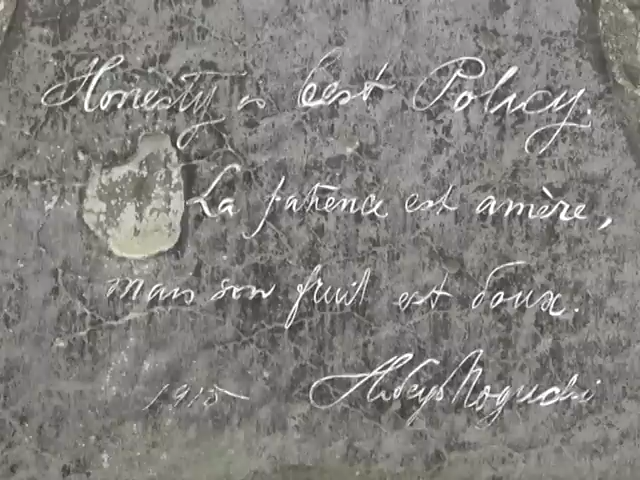 Honesty is best Policy.
La patience est amère,
mais son fruit est doux.
1915 Hideyo Noguchi